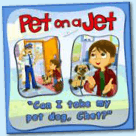 Pet on a Jet
"Can I take my
pet dog, Chet?"